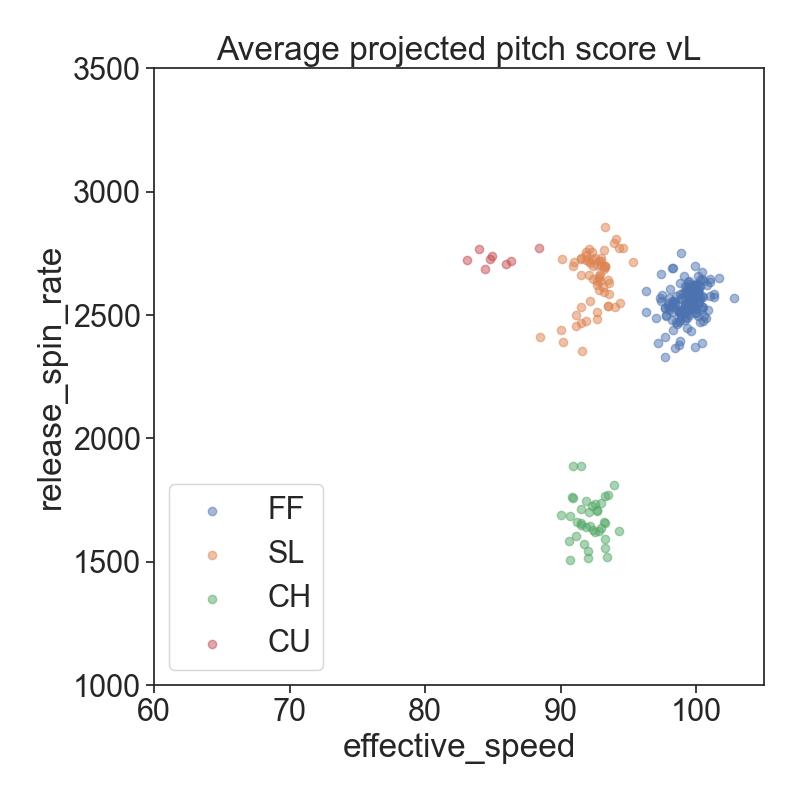 Average projected pitch score vL
3500
3000
2500
2000
1500
1000
release_spin_rate
FF
SL
CH
CU
60
70
80
90
100
effective_speed